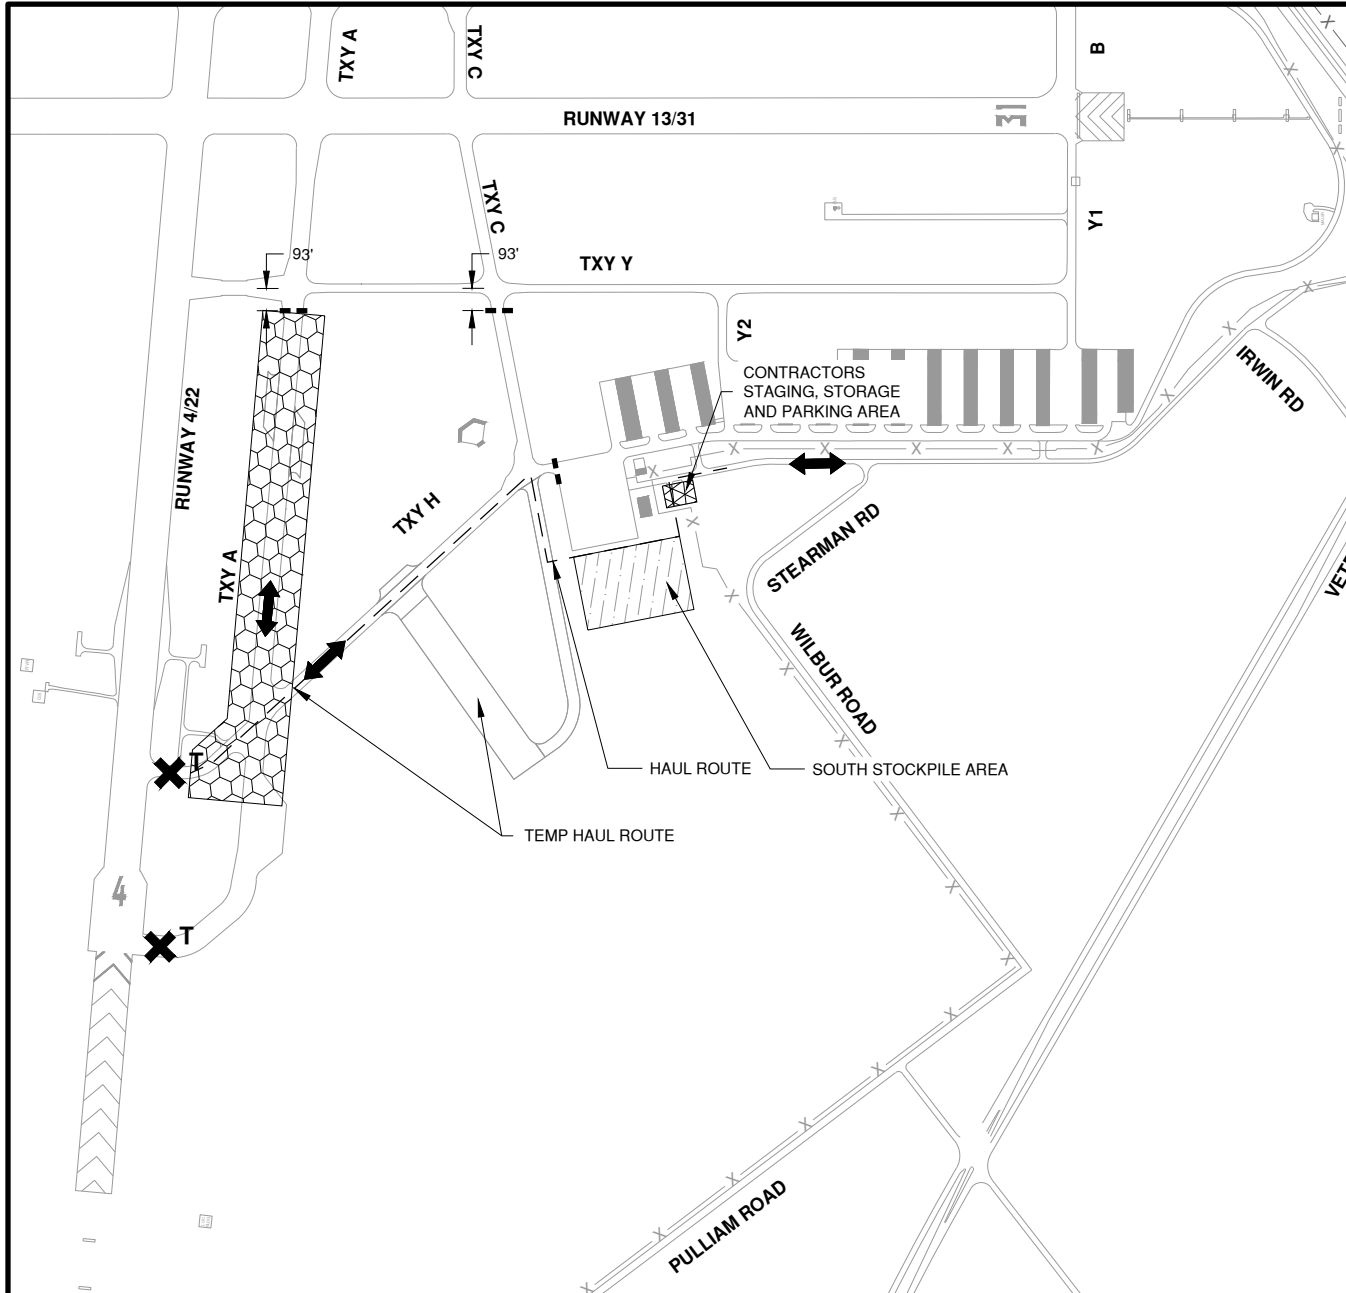 TXY A
TXY C
B
RUNWAY 13/31
31
TXY C
Y1
93'
93'
TXY Y
Y2
IRWIN RD
CONTRACTORS
STAGING, STORAGE
AND PARKING AREA
RUNWAY 4/22
TXY H
STEARMAN RD
TXY A
WILBUR ROAD
T
HAUL ROUTE
SOUTH STOCKPILE AREA
TEMP HAUL ROUTE
4
T
PULLIAM ROAD